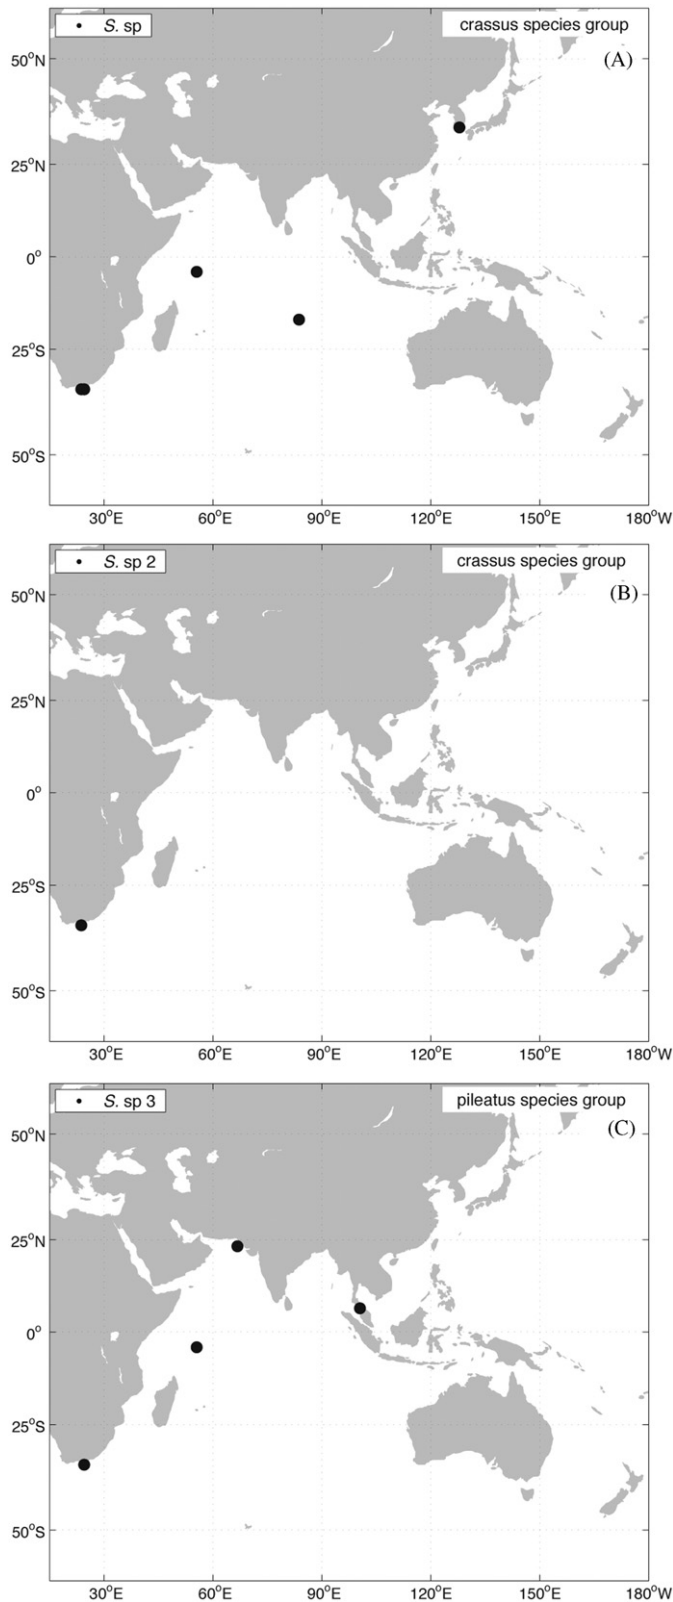 S. sp
crassus species group
(A)
50°N
25°N
0°
25°S
50°S
30°E 60°E 90°E 120°E 150°E 180°W
S. sp 2
crassus species group
(B)
50°N
25°N
0°
25°S
50°S
30°E 60°E 90°E 120°E 150°E 180°W
S. sp 3
pileatus species group
(C)
50°N
25°N
0°
25°S
50°S
30°E 60°E 90°E 120°E 150°E 180°W